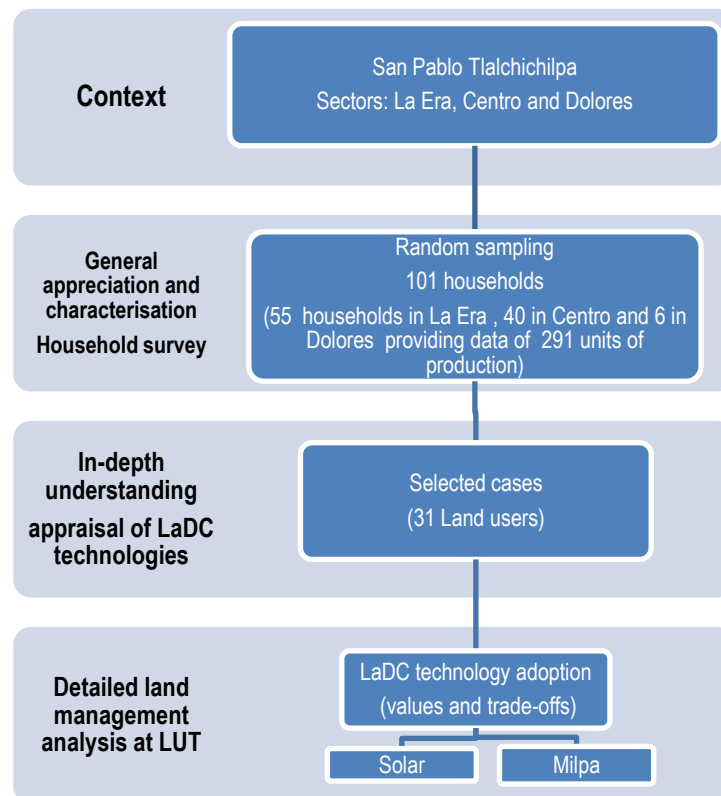 Context
San Pablo Tlalchichilpa
Sectors: La Era, Centro and Dolores
General
appreciation and
characterisation
Household survey
Random sampling
101 households
(55 households in La Era , 40 in Centro and 6 in
Dolores providing data of 291 units of
production)
In-depth
understanding
appraisal of LaDC
technologies
Selected cases
(31 Land users)
Detailed land
management
analysis at LUT
LaDC technology adoption
(values and trade-offs)
Solar
Milpa